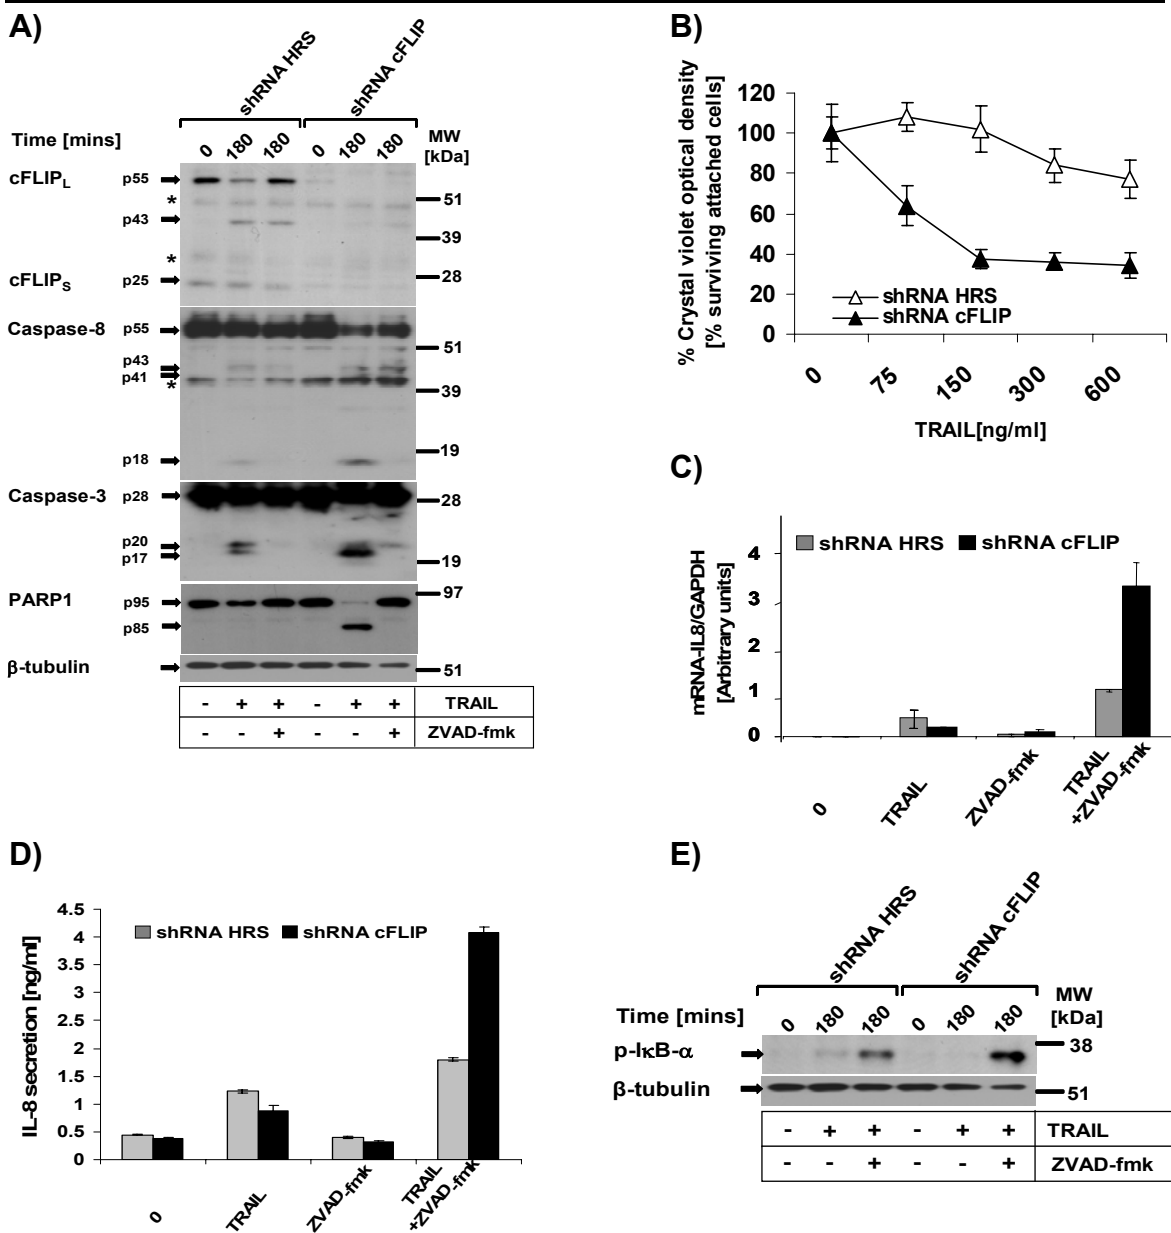 A)
shRNA HRS
shRNA cFLIP
Time [mins]
0 180 180 0 180 180
MW
[kDa]
cFLIPL p55
* 51
p43
39
*
28
cFLIPS p25
Caspase-8 p55
51
p43
p41
*
39
19
p18
Caspase-3 p28
28
p20
p17
19
97
PARP1 p95
p85
β-tubulin
51
- + + - + + TRAIL
- - + - - + ZVAD-fmk
B)
% Crystal violet optical density
[% surviving attached cells]
120
100
80
60
40
20
0
shRNA HRS
shRNA cFLIP
0 75 150 300 600
TRAIL[ng/ml]
C)
mRNA-IL8/GAPDH
[Arbitrary units]
4
3
2
1
0
shRNA HRS shRNA cFLIP
0
TRAIL
ZVAD-fmk
TRAIL
+ZVAD-fmk
D)
IL-8 secretion [ng/ml]
4.5
4
3.5
3
2.5
2
1.5
1
0.5
0
shRNA HRS shRNA cFLIP
0
TRAIL
ZVAD-fmk
TRAIL
+ZVAD-fmk
E)
shRNA HRS
shRNA cFLIP
Time [mins]
0 180 180 0 180 180
MW
[kDa]
p-IκB-α
38
β-tubulin
51
- + + - + + TRAIL
- - + - - + ZVAD-fmk